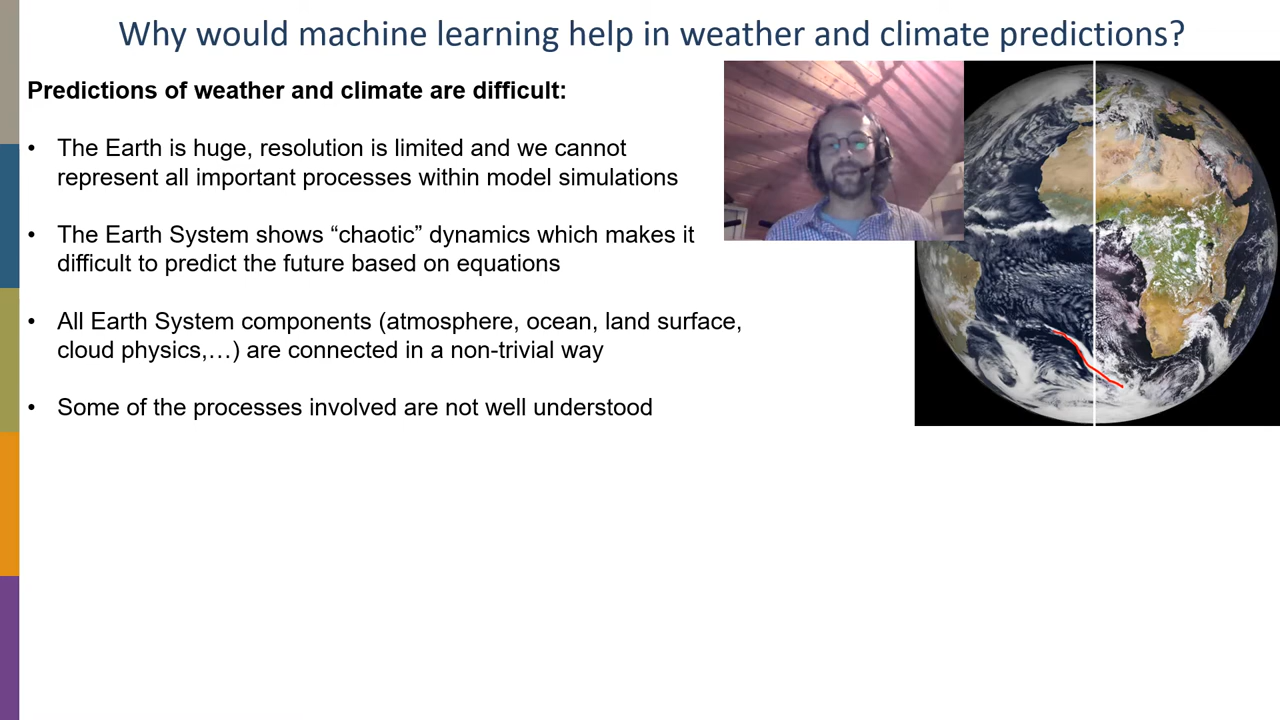 Why would machine learning help in weather and climate predictions?
Predictions of weather and climate are difficult:
• The Earth is huge, resolution is limited and we cannot
represent all important processes within model simulations
• The Earth System shows “chaotic” dynamics which makes it
difficult to predict the future based on equations
• All Earth System components (atmosphere, ocean, land surface,
cloud physics,…) are connected in a non-trivial way
• Some of the processes involved are not well understood